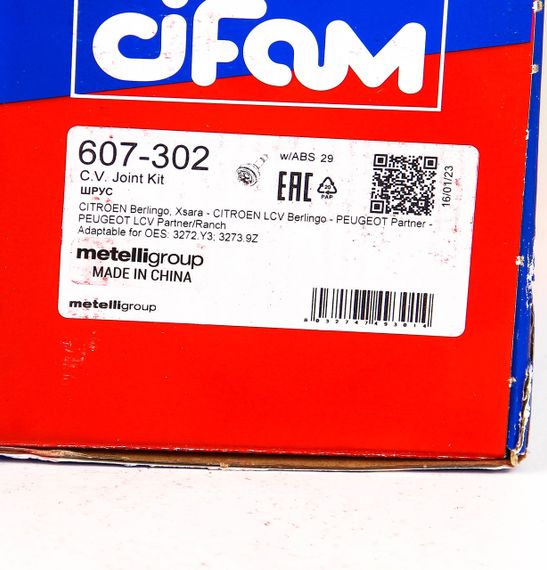 cifam
607-302
C.V. Joint Kit
ШРУС
w/ABS 29
EAC
20
PAP
16/01/23
CITROEN Berlingo, Xsara - CITROEN LCV Berlingo - PEUGEOT Partner -
PEUGEOT LCV Partner/Ranch
Adaptable for OES: 3272.Y3; 3273.9Z
metelligroup
MADE IN CHINA
metelligroup
8032747493014